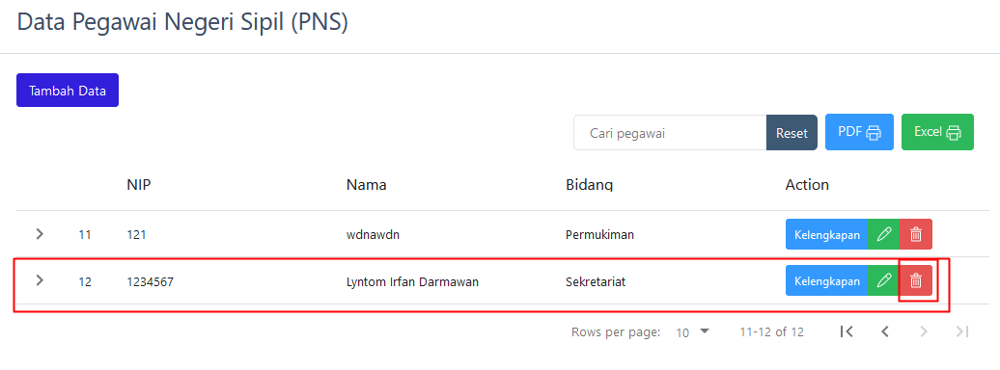 Data Pegawai Negeri Sipil (PNS)
Tambah Data
Cari pegawai Reset PDF Excel
NIP Nama Bidang Action
11 121 wdnawdn Permukiman Kelengkapan
12 1234567 Lyntom Irfan Darmawan Sekretariat Kelengkapan
Rows per page: 10 11-12 of 12